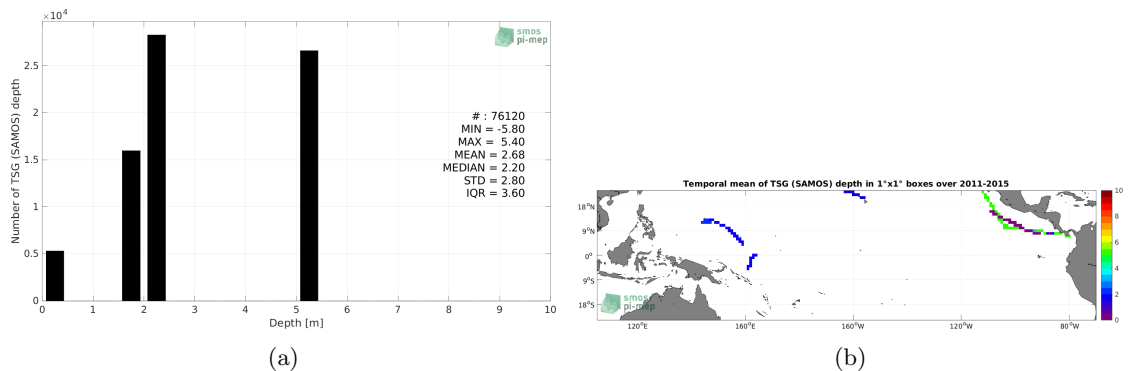 ×10⁴
smos
pi-mep
2.5
2
1.5
1
0.5
0
Number of TSG (SAMOS) depth
# : 76120
MIN = -5.80
MAX = 5.40
MEAN = 2.68
MEDIAN = 2.20
STD = 2.80
IQR = 3.60
0 1 2 3 4 5 6 7 8 9 10
Depth [m]
(a)
Temporal mean of TSG (SAMOS) depth in 1°x1° boxes over 2011-2015
18°N
9°N
0°
9°S
18°S
smos
pi-mep
120°E 160°E 160°W 120°W 80°W
10
8
6
4
2
0
(b)